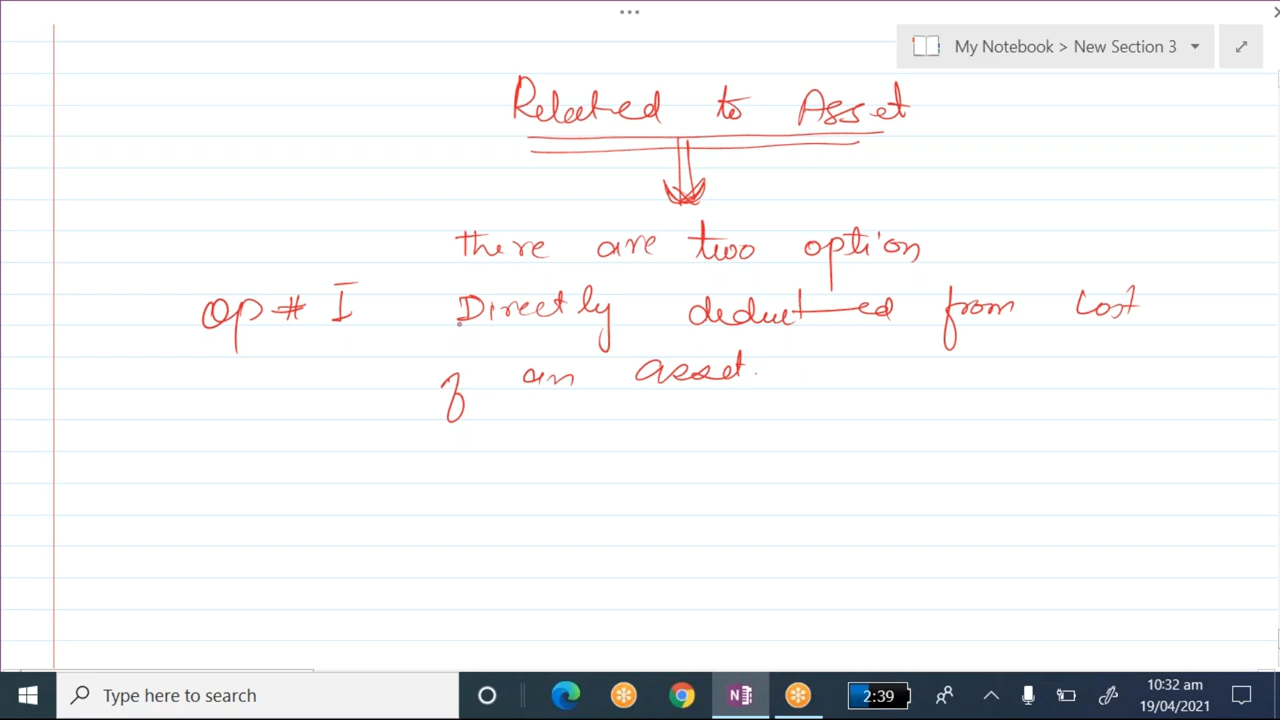 My Notebook > New Section 3
Related to Asset
There are two option
Op # I Directly deducted from cost
of an asset.
Type here to search
2:39
10:32 am
19/04/2021